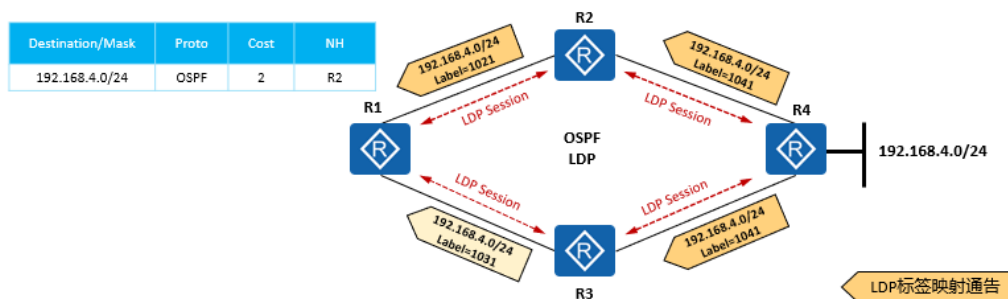 Destination/Mask Proto Cost NH
192.168.4.0/24 OSPF 2 R2
R2
192.168.4.0/24
Label=1021
192.168.4.0/24
Label=1041
LDP Session
LDP Session
R1
R4
R
R
R
R
OSPF
LDP
192.168.4.0/24
LDP Session
LDP Session
192.168.4.0/24
Label=1031
192.168.4.0/24
Label=1041
R3
LDP标签映射通告